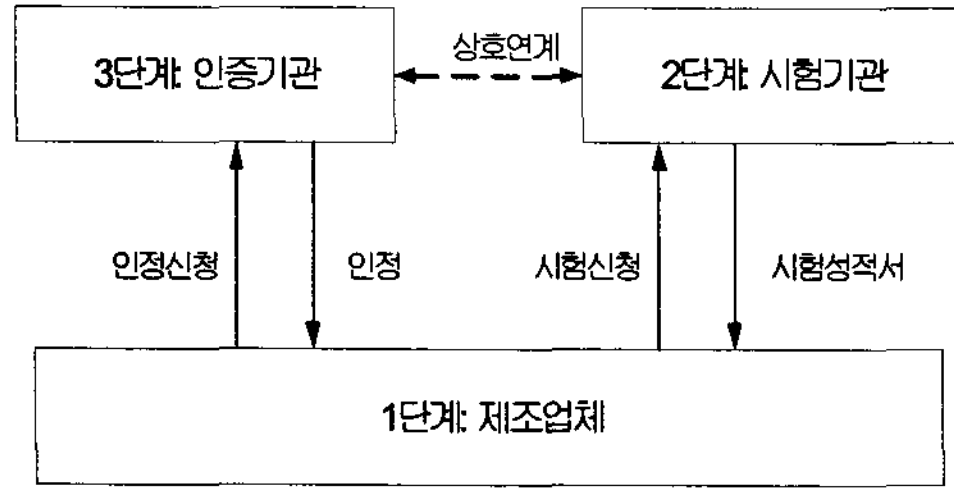 상호연계
3단계: 인증기관
2단계: 시험기관
인정신청
인정
시험신청
시험성적서
1단계: 제조업체